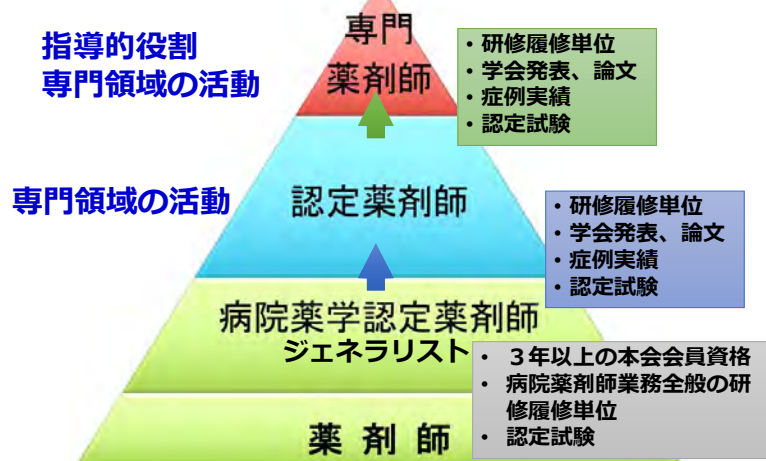 専門
薬剤師
指導的役割
専門領域の活動
・研修履修単位
・学会発表、論文
・症例実績
・認定試験
認定薬剤師
専門領域の活動
・研修履修単位
・学会発表、論文
・症例実績
・認定試験
病院薬学認定薬剤師
ジェネラリスト
・３年以上の本会会員資格
・病院薬剤師業務全般の研
修履修単位
・認定試験
薬 剤 師